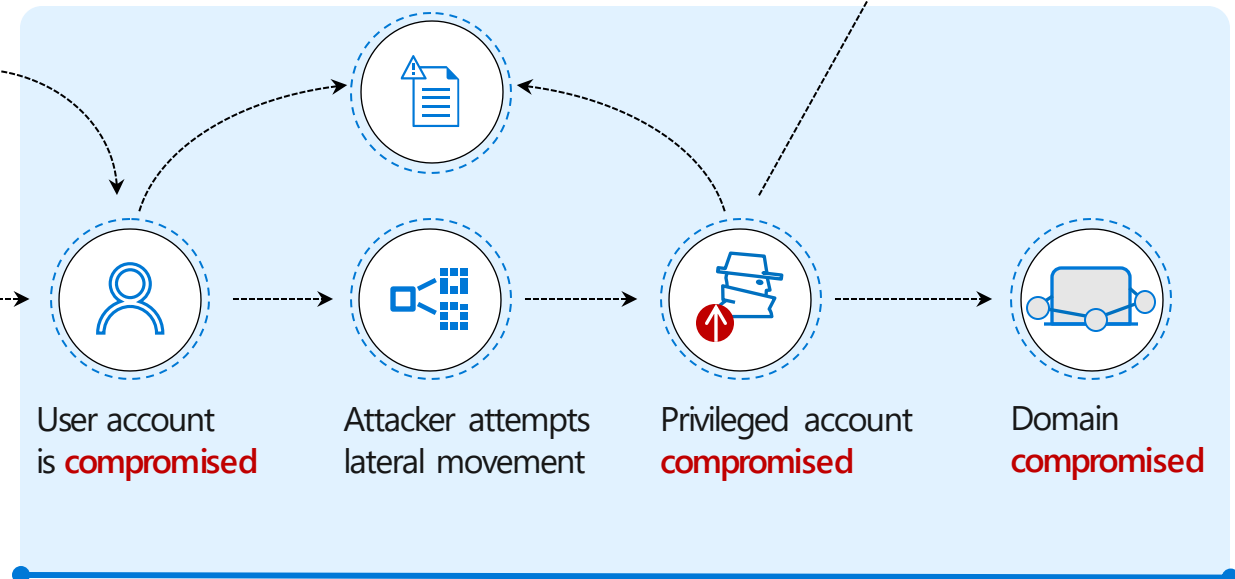 User account
is compromised
Attacker attempts
lateral movement
Privileged account
compromised
Domain
compromised